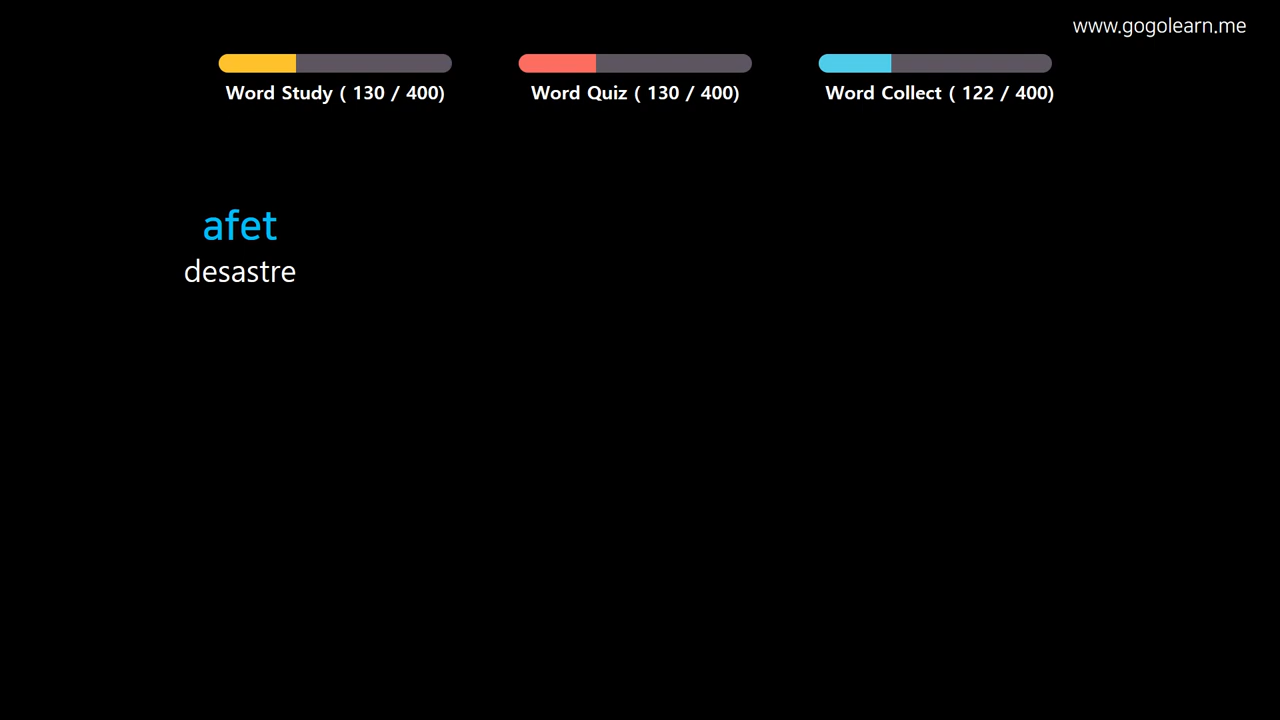 www.gogolearn.me
Word Study ( 130 / 400)
Word Quiz ( 130 / 400)
Word Collect ( 122 / 400)
afet
desastre